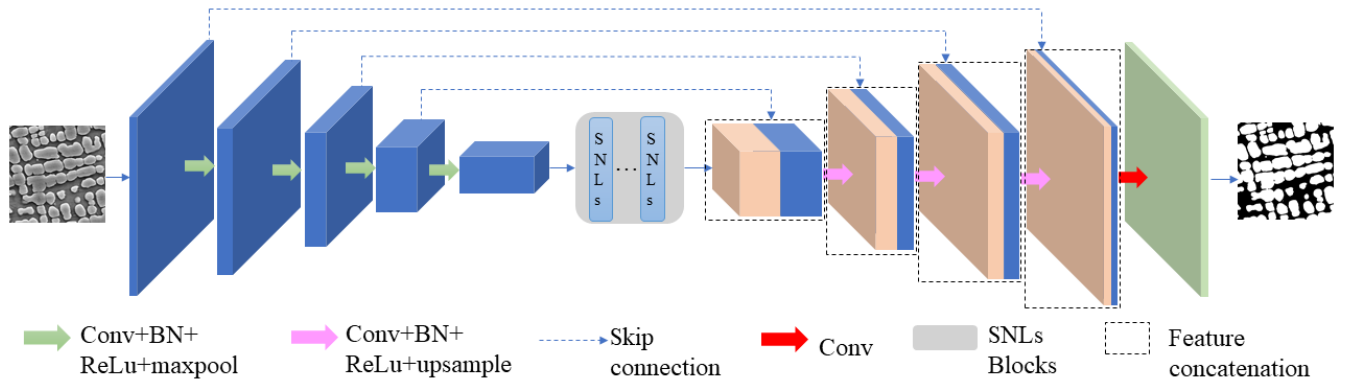 S
N
L
s
...
S
N
L
s
Conv+BN+
ReLu+maxpool
Conv+BN+
ReLu+upsample
Skip
connection
Conv
SNLs
Blocks
Feature
concatenation